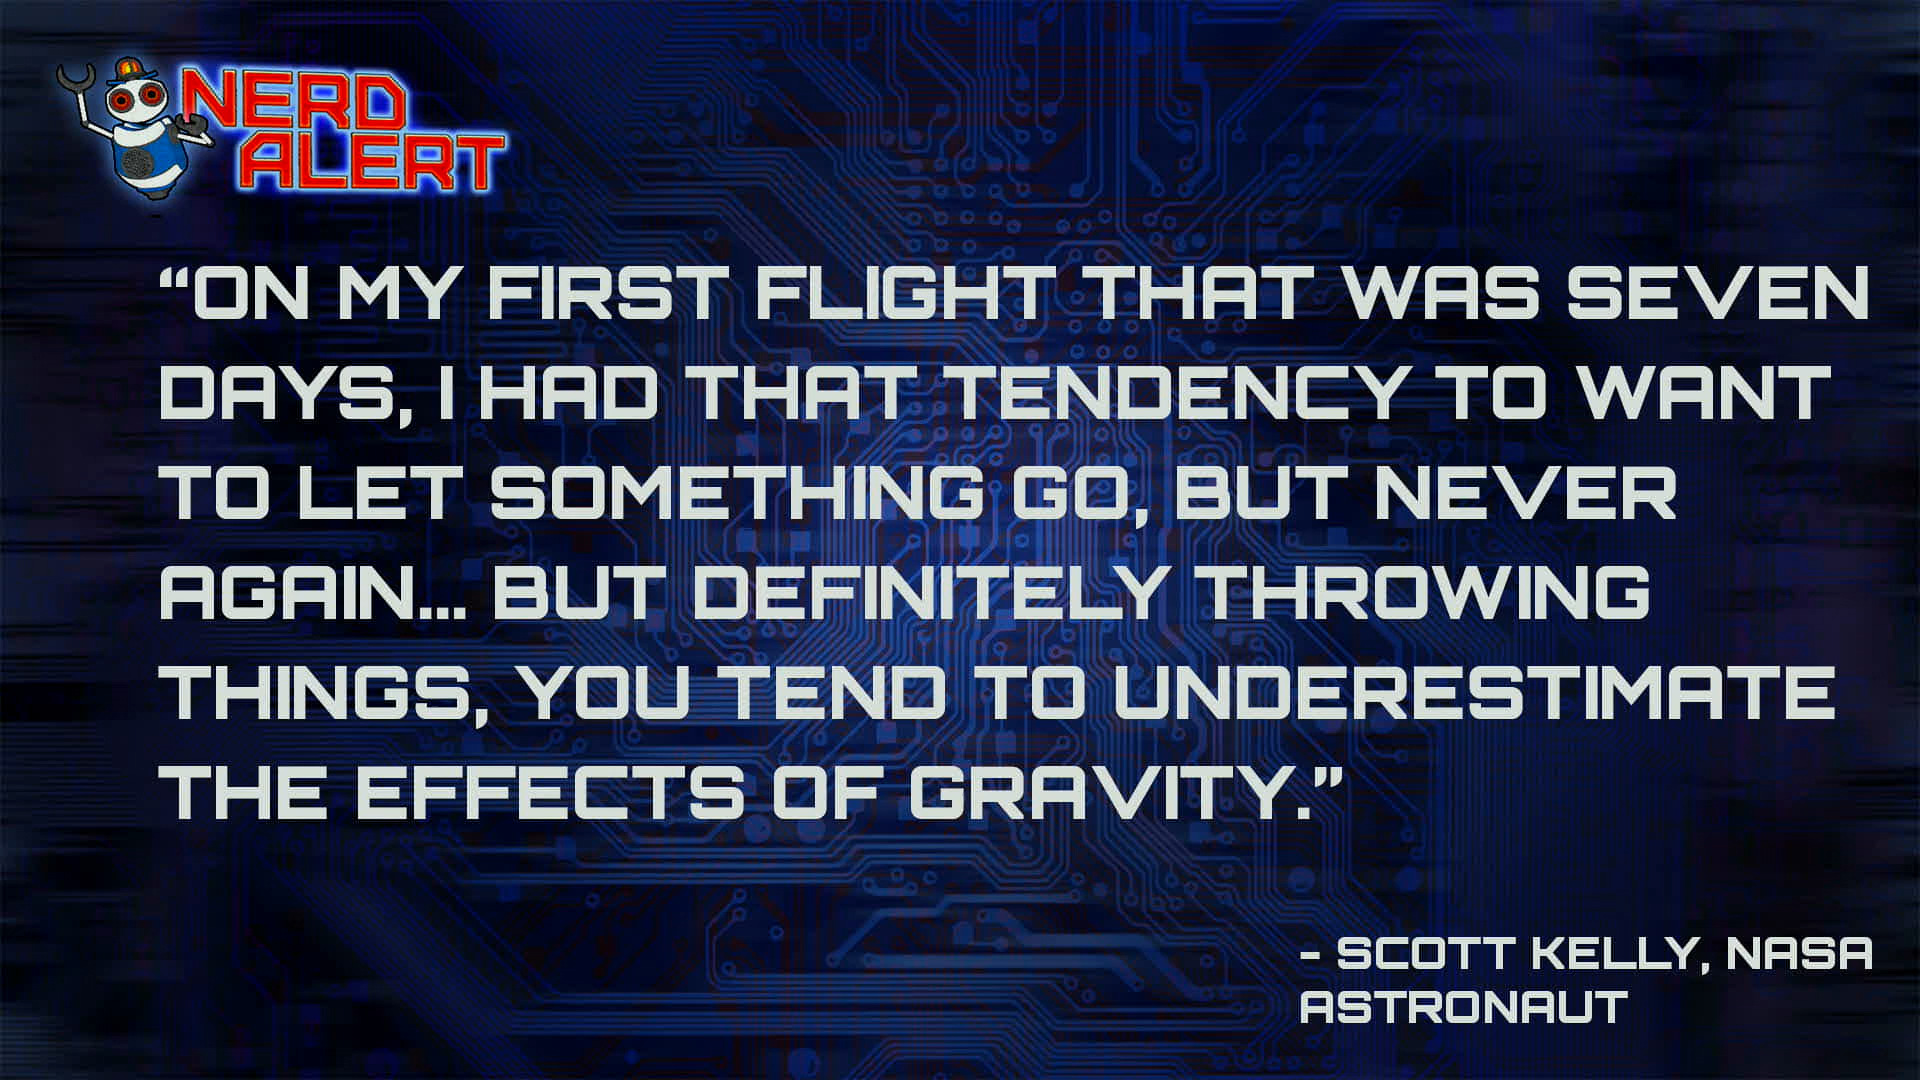 NERD
ALERT
“ON MY FIRST FLIGHT THAT WAS SEVEN
DAYS, I HAD THAT TENDENCY TO WANT
TO LET SOMETHING GO, BUT NEVER
AGAIN... BUT DEFINITELY THROWING
THINGS, YOU TEND TO UNDERESTIMATE
THE EFFECTS OF GRAVITY.”
- SCOTT KELLY, NASA
ASTRONAUT